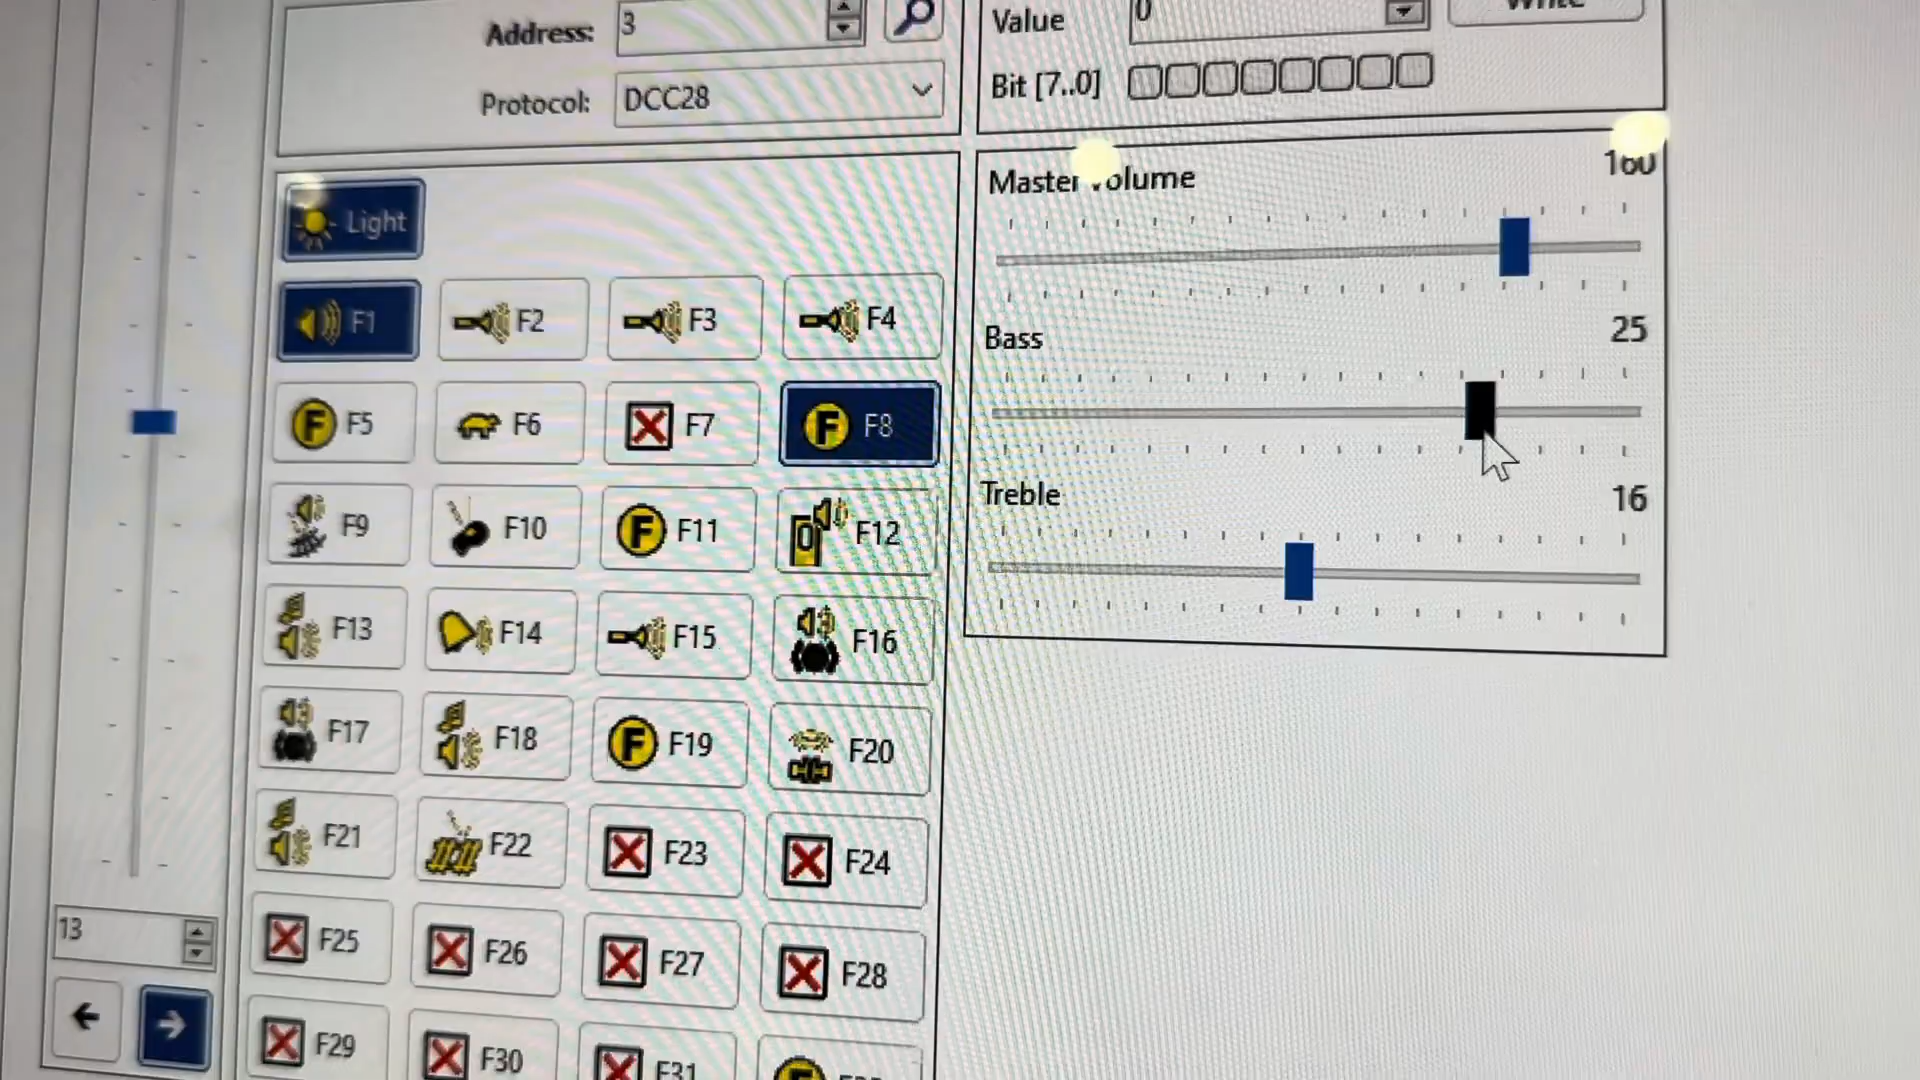 Address: 3
Protocol: DCC28
Value 0
Bit [7..0]
Light
F1 F2 F3 F4
F5 F6 F7 F8
F9 F10 F11 F12
F13 F14 F15 F16
F17 F18 F19 F20
F21 F22 F23 F24
F25 F26 F27 F28
F29 F30 F31
13
Master Volume 160
Bass 25
Treble 16